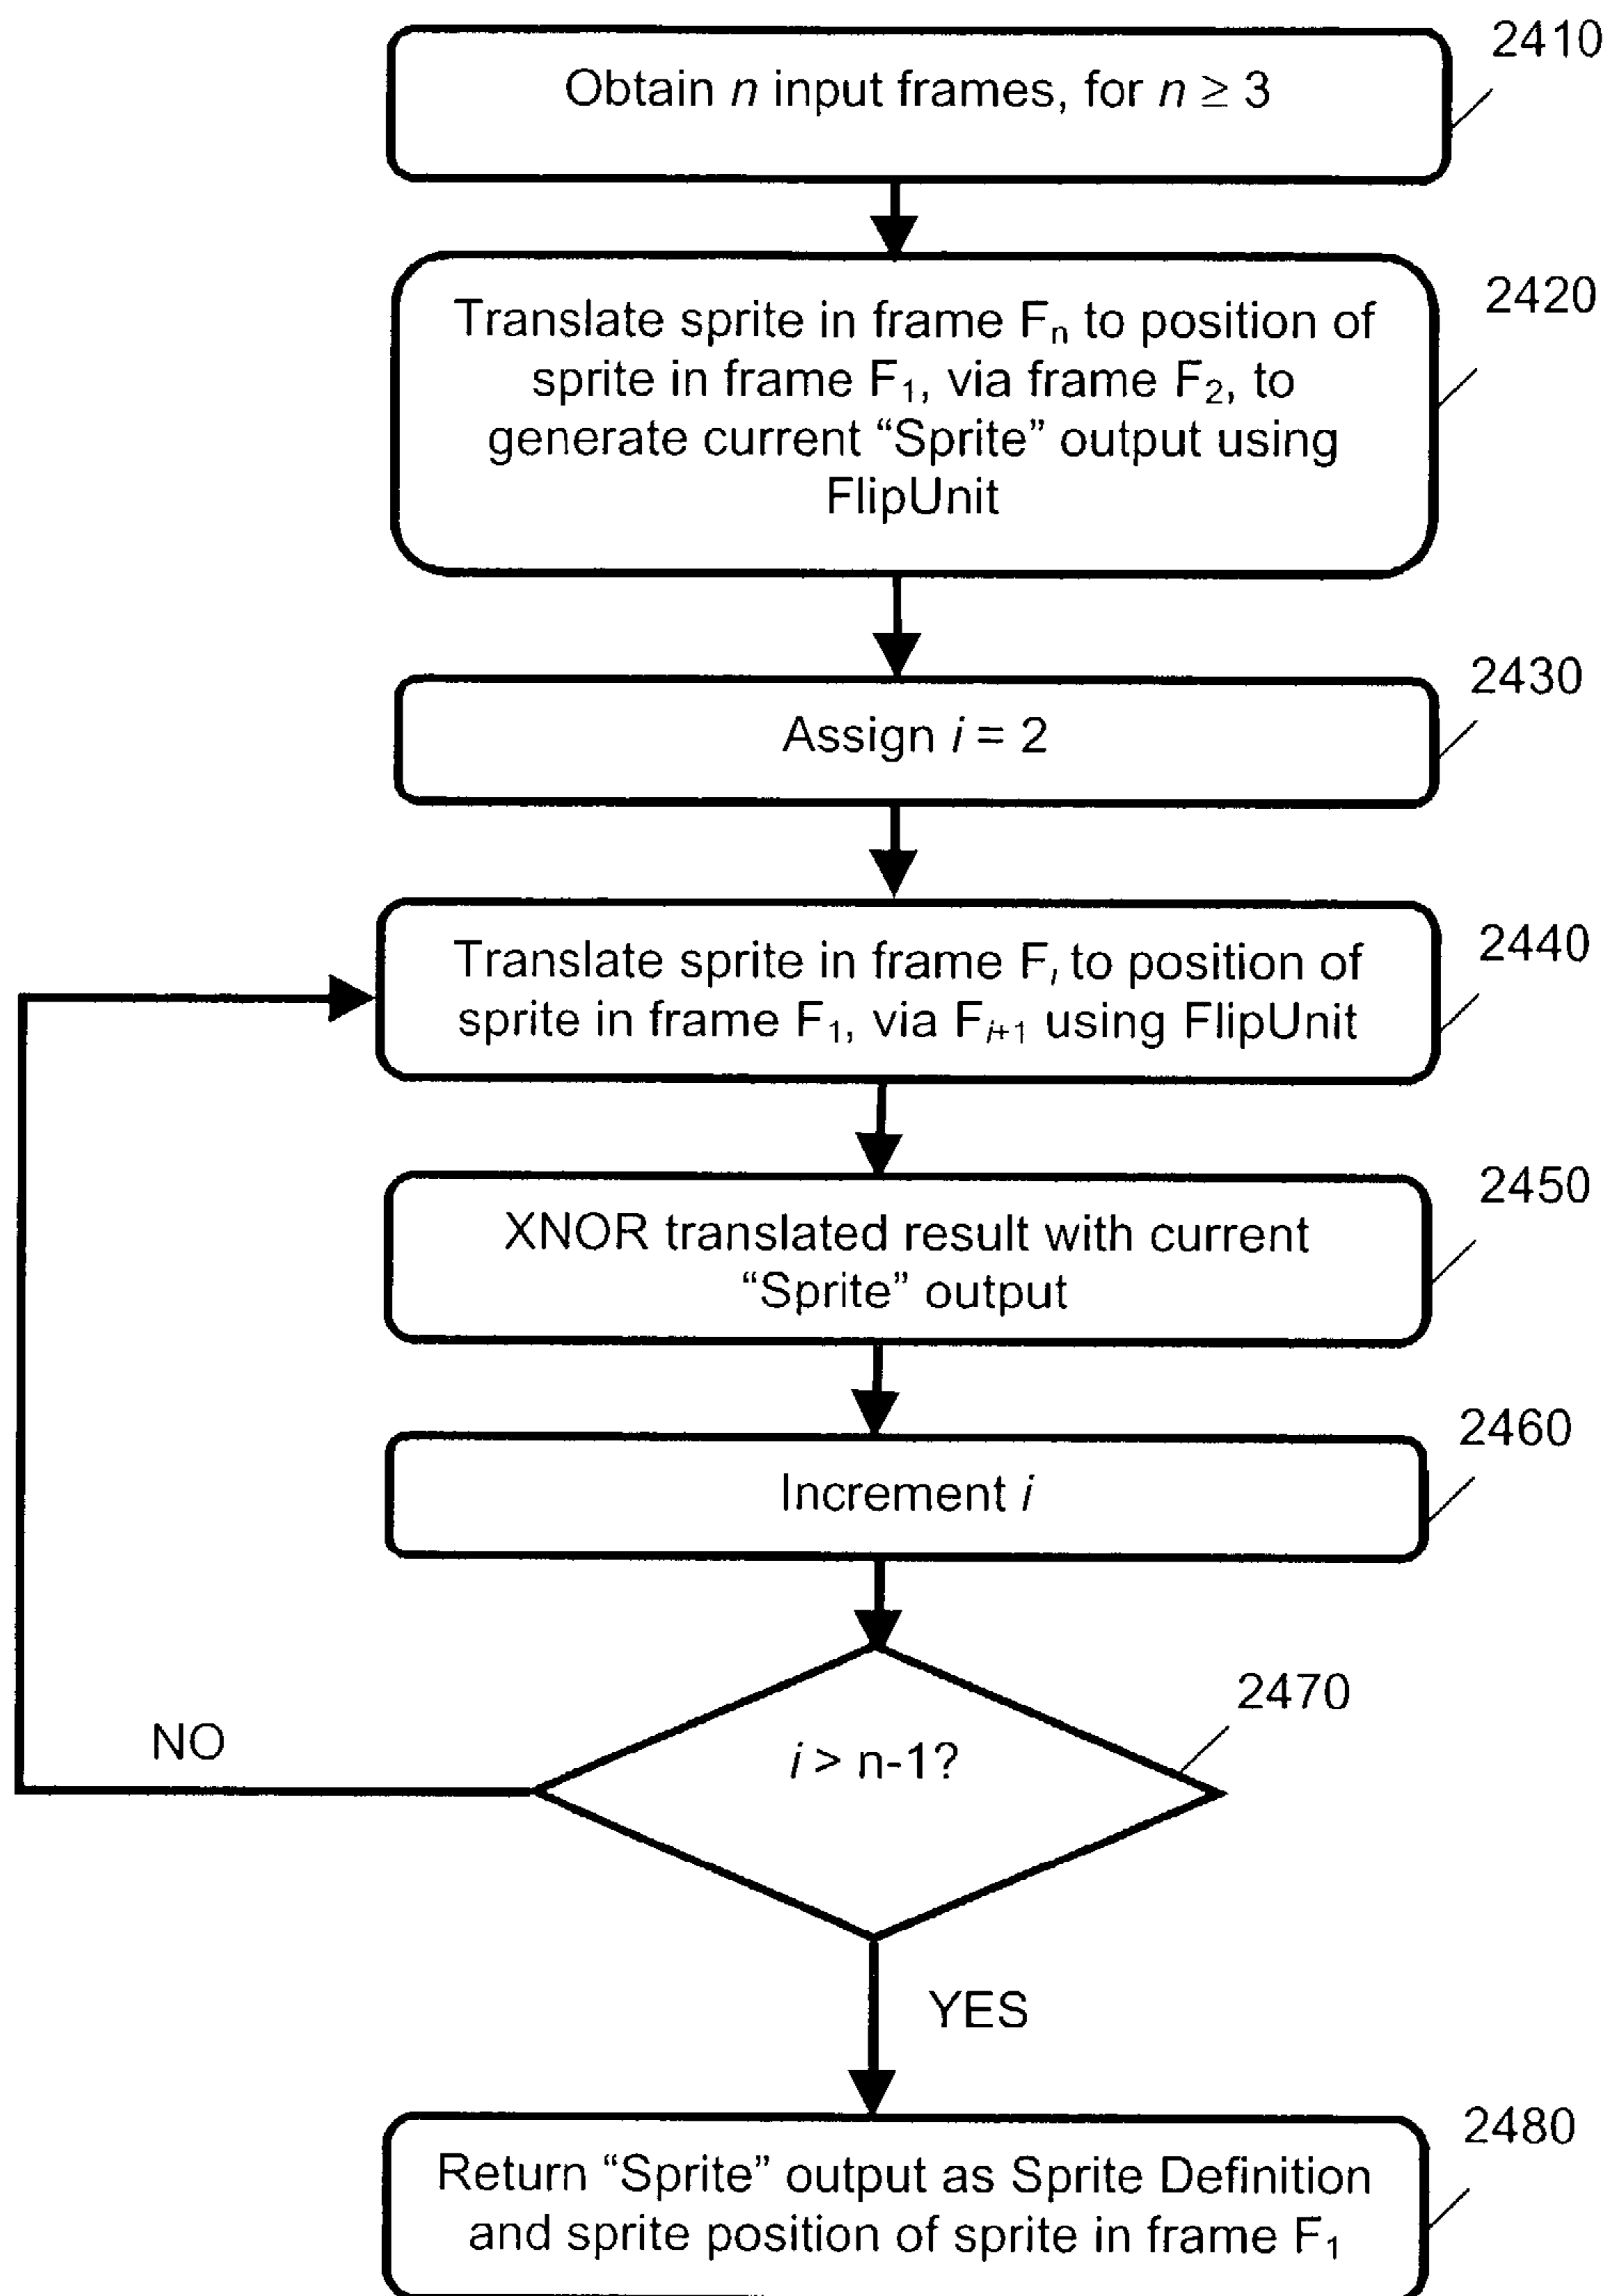 2410
Obtain n input frames, for n ≥ 3
2420
Translate sprite in frame Fn to position of
sprite in frame F1, via frame F2, to
generate current “Sprite” output using
FlipUnit
2430
Assign i = 2
2440
Translate sprite in frame Fi to position of
sprite in frame F1, via Fi+1 using FlipUnit
2450
XNOR translated result with current
“Sprite” output
2460
Increment i
2470
i > n-1?
NO
YES
2480
Return “Sprite” output as Sprite Definition
and sprite position of sprite in frame F1